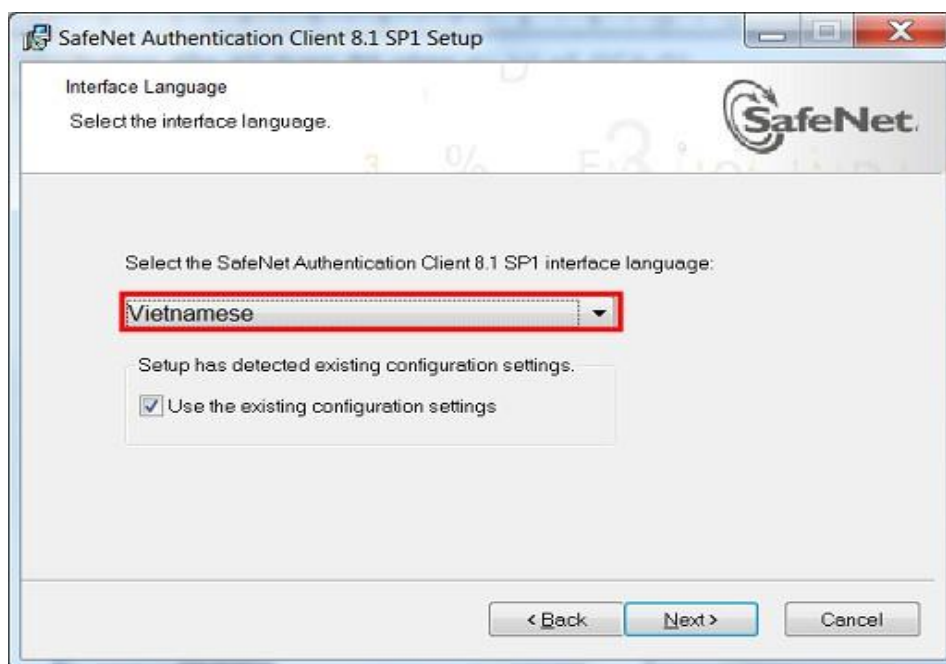 SafeNet Authentication Client 8.1 SP1 Setup
Interface Language
Select the interface language.
SafeNet.
Select the SafeNet Authentication Client 8.1 SP1 interface language:
Vietnamese
Setup has detected existing configuration settings.
Use the existing configuration settings
< Back
Next >
Cancel